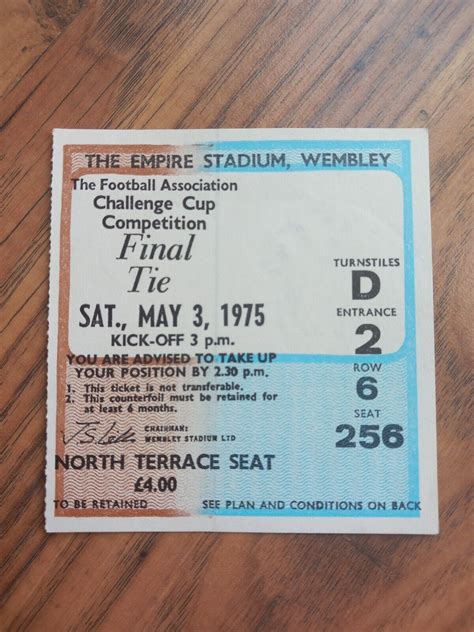 THE EMPIRE STADIUM, WEMBLEY
The Football Association
Challenge Cup
Competition
Final
Tie
SAT., MAY 3, 1975
KICK-OFF 3 p.m.
YOU ARE ADVISED TO TAKE UP
YOUR POSITION BY 2.30 p.m.
1. This ticket is not transferable.
2. This counterfoil must be retained for
at least 6 months.
CHAIRMAN:
WEMBLEY STADIUM LTD
NORTH TERRACE SEAT
£4.00
TO BE RETAINED
TURNSTILES
D
ENTRANCE
2
ROW
6
SEAT
256
SEE PLAN AND CONDITIONS ON BACK